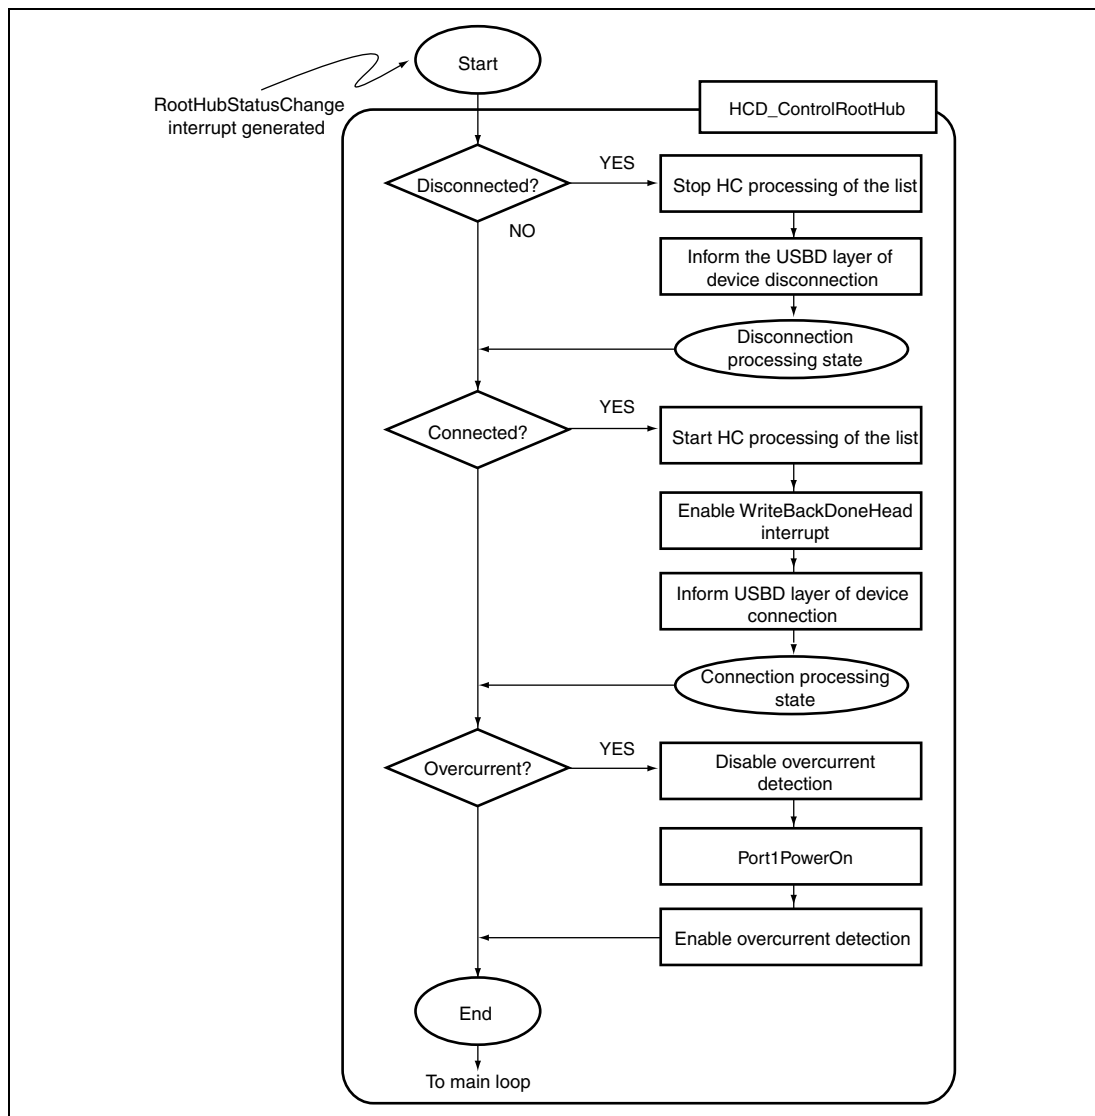 Start
RootHubStatusChange
interrupt generated
HCD_ControlRootHub
Disconnected?
YES
NO
Stop HC processing of the list
Inform the USBD layer of
device disconnection
Disconnection
processing state
Connected?
YES
Start HC processing of the list
Enable WriteBackDoneHead
interrupt
Inform USBD layer of device
connection
Connection processing
state
Overcurrent?
YES
Disable overcurrent
detection
Port1PowerOn
Enable overcurrent detection
End
To main loop